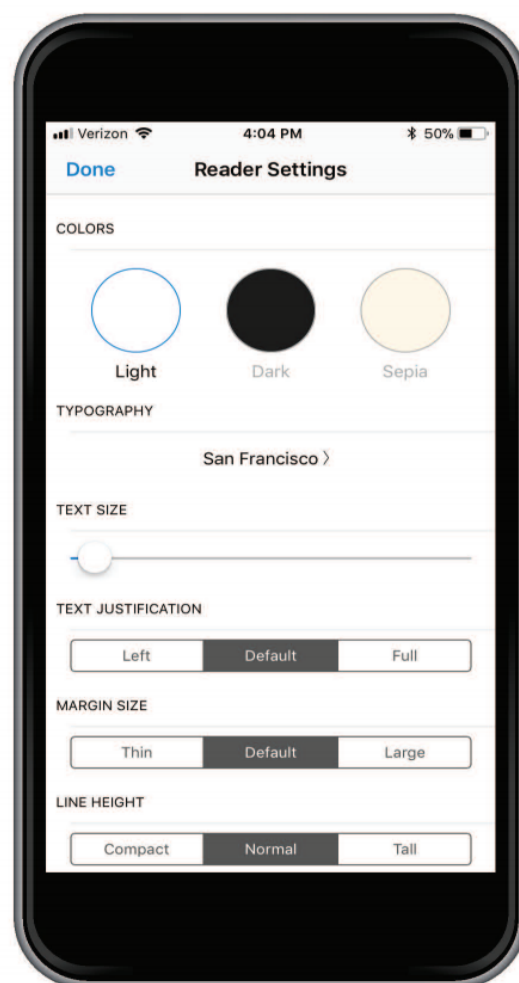 Verizon 4:04 PM 50%
Done Reader Settings
COLORS
Light Dark Sepia
TYPOGRAPHY
San Francisco 〉
TEXT SIZE
TEXT JUSTIFICATION
Left Default Full
MARGIN SIZE
Thin Default Large
LINE HEIGHT
Compact Normal Tall